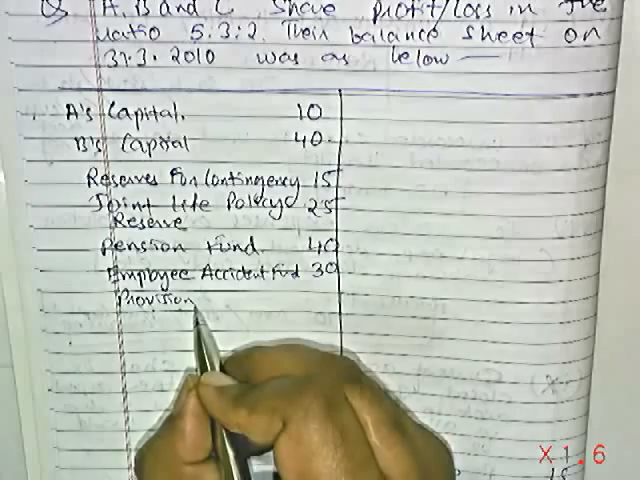 Q A, B and C Share Profit/Loss in the
ratio 5:3:2. Their balance sheet on
31.3.2010 was as below —
A's Capital. 10
B's Capital 40
Reserves for Contingency 15
Joint Life Policy 25
Reserve
Pension Fund 40
Employee Accident Fund 30
Provision
X1.6
15